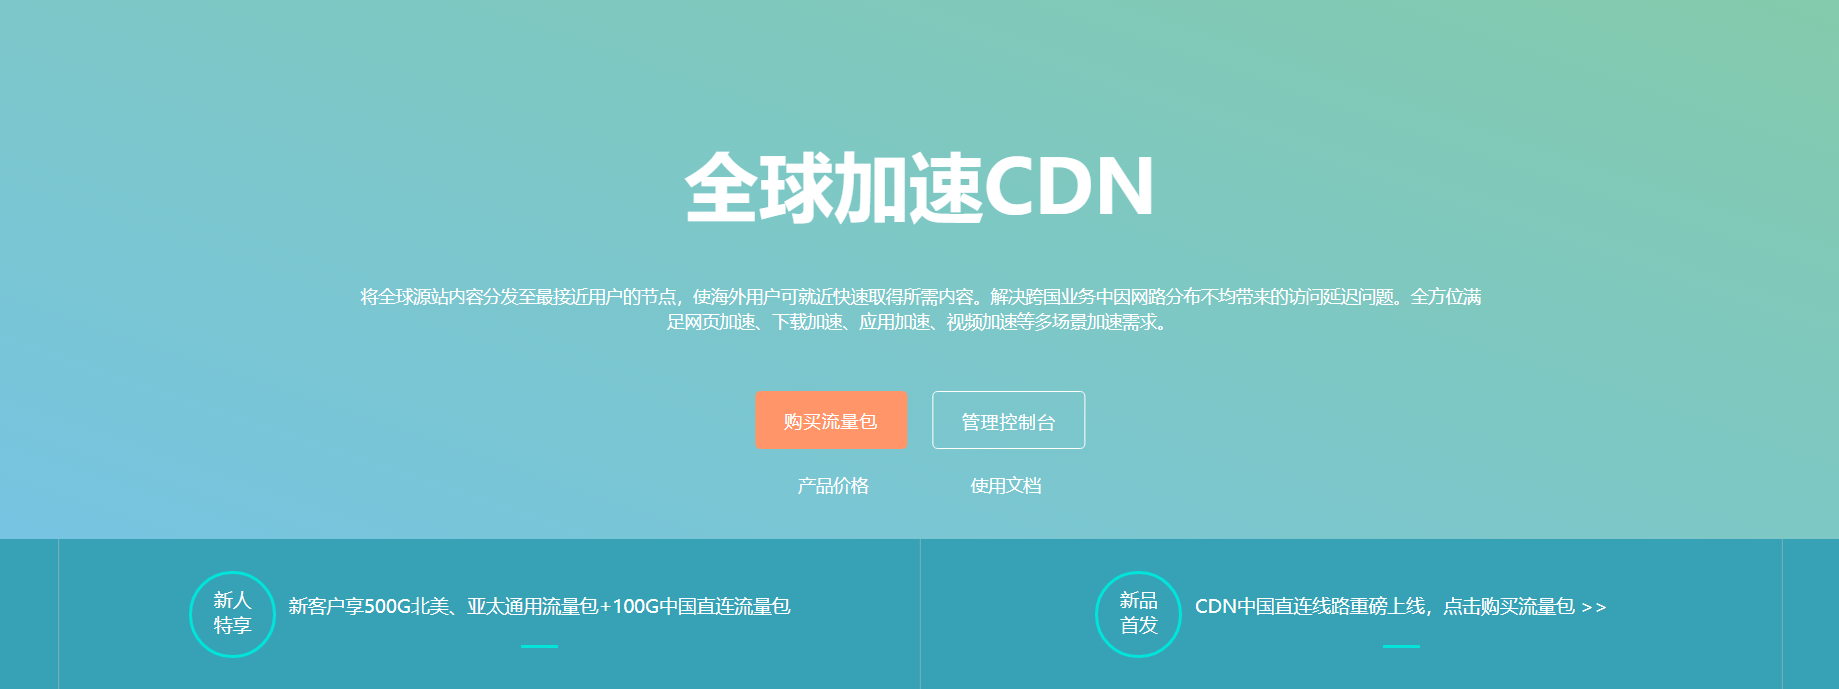 全球加速CDN
将全球源站内容分发至最接近用户的节点，使海外用户可就近快速取得所需内容。解决跨国业务中因网路分布不均带来的访问延迟问题。全方位满
足网页加速、下载加速、应用加速、视频加速等多场景加速需求。
购买流量包
管理控制台
产品价格
使用文档
新人
特享
新客户享500G北美、亚太通用流量包+100G中国直连流量包
新品
首发
CDN中国直连线路重磅上线，点击购买流量包 >>